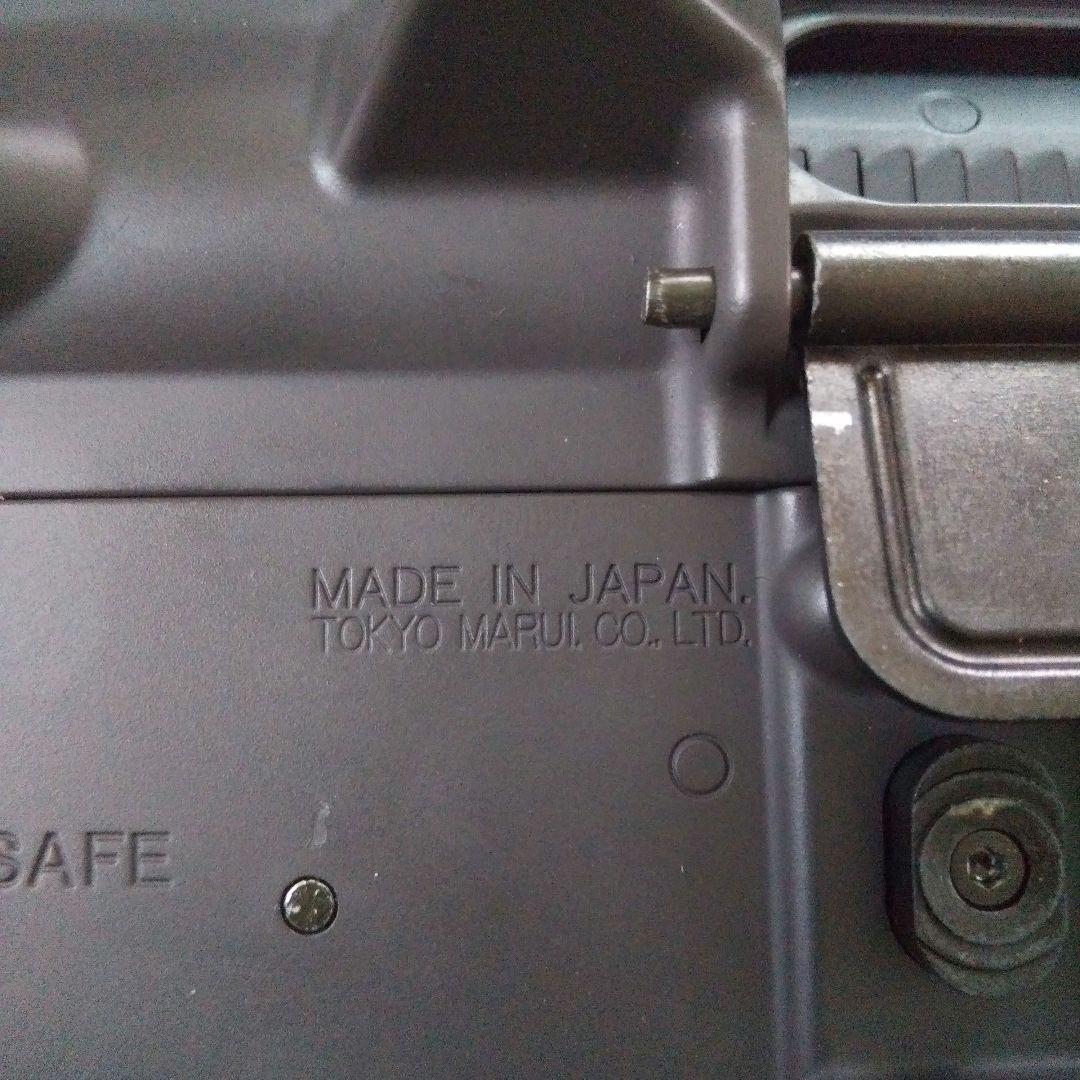 MADE IN JAPAN.
TOKYO MARUI. CO., LTD.
SAFE